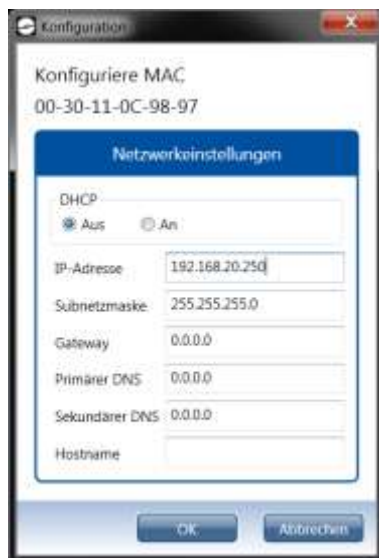 Konfiguration
Konfiguriere MAC
00-30-11-0C-98-97
Netzwerkeinstellungen
DHCP
Aus An
IP-Adresse 192.168.20.250
Subnetzmaske 255.255.255.0
Gateway 0.0.0.0
Primärer DNS 0.0.0.0
Sekundärer DNS 0.0.0.0
Hostname
OK Abbrechen